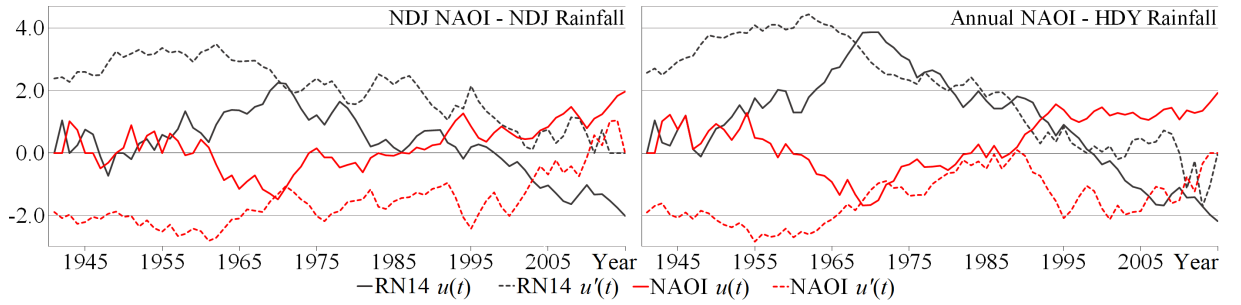 NDJ NAOI - NDJ Rainfall
Annual NAOI - HDY Rainfall
4.0
2.0
0.0
-2.0
1945 1955 1965 1975 1985 1995 2005 Year
1945 1955 1965 1975 1985 1995 2005 Year
RN14 u(t) RN14 u'(t) NAOI u(t) NAOI u'(t)